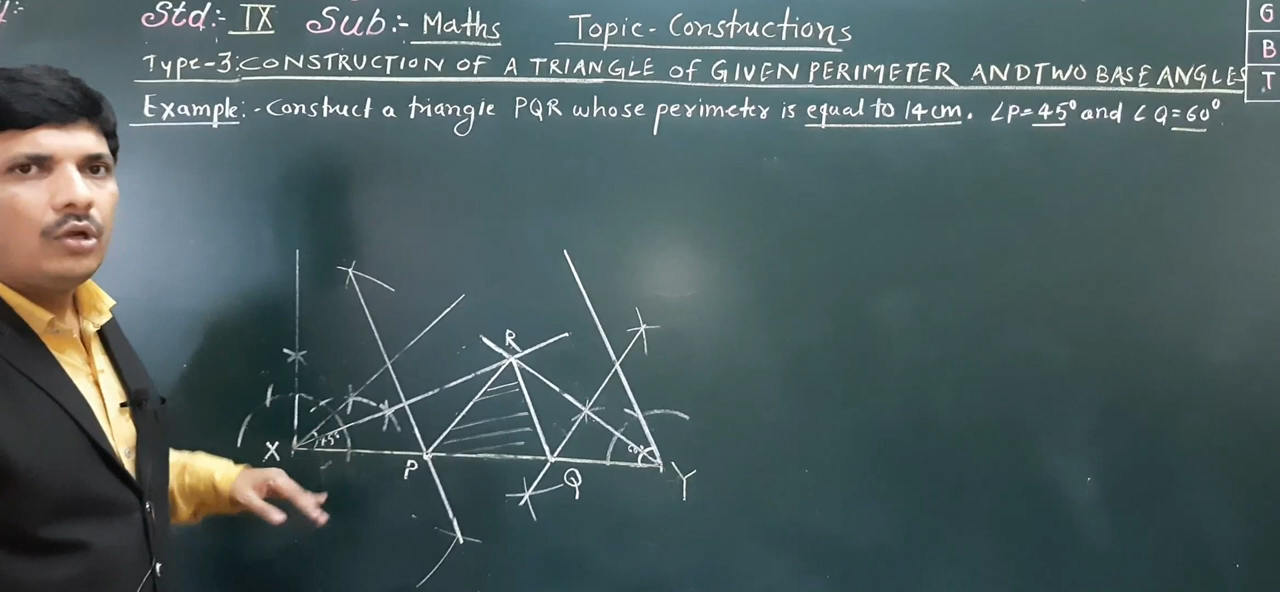 Std:- IX Sub:- Maths Topic - Constructions
Type-3: CONSTRUCTION OF A TRIANGLE OF GIVEN PERIMETER AND TWO BASE ANGLES
Example:- Construct a triangle PQR whose perimeter is equal to 14 cm. ∠P=45° and ∠Q=60°.
G
B
T
R
X 45° P Q 60° Y